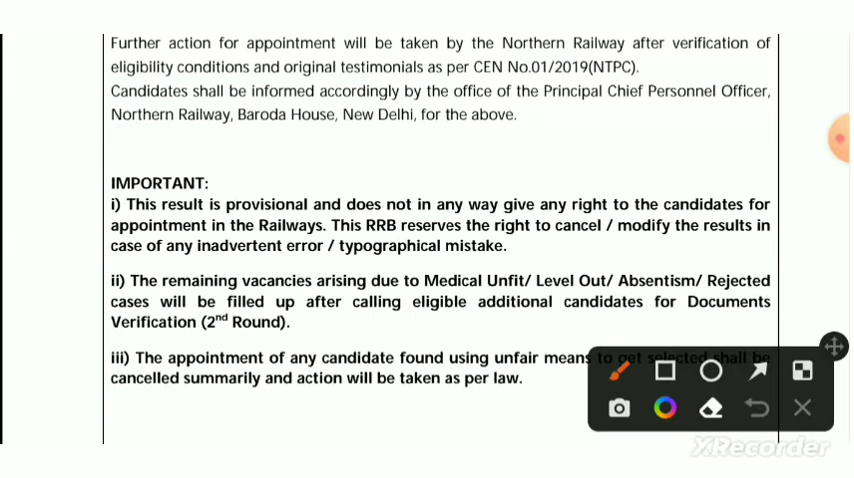 Further action for appointment will be taken by the Northern Railway after verification of
eligibility conditions and original testimonials as per CEN No.01/2019(NTPC).
Candidates shall be informed accordingly by the office of the Principal Chief Personnel Officer,
Northern Railway, Baroda House, New Delhi, for the above.
IMPORTANT:
i) This result is provisional and does not in any way give any right to the candidates for
appointment in the Railways. This RRB reserves the right to cancel / modify the results in
case of any inadvertent error / typographical mistake.
ii) The remaining vacancies arising due to Medical Unfit/ Level Out/ Absentism/ Rejected
cases will be filled up after calling eligible additional candidates for Documents
Verification (2nd Round).
iii) The appointment of any candidate found using unfair means to get selected shall be
cancelled summarily and action will be taken as per law.
XRecorder